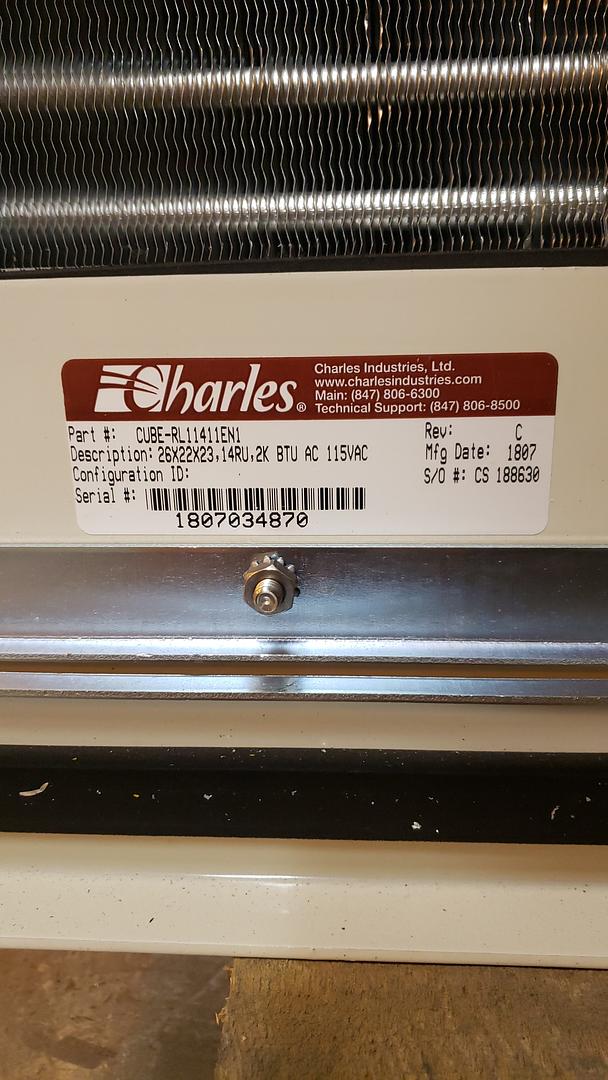 Charles®
Charles Industries, Ltd.
www.charlesindustries.com
Main: (847) 806-6300
Technical Support: (847) 806-8500
Part #: CUBE-RL11411EN1
Rev: C
Description: 26X22X23,14RU,2K BTU AC 115VAC
Mfg Date: 1807
Configuration ID:
S/O #: CS 188630
Serial #:
1807034870